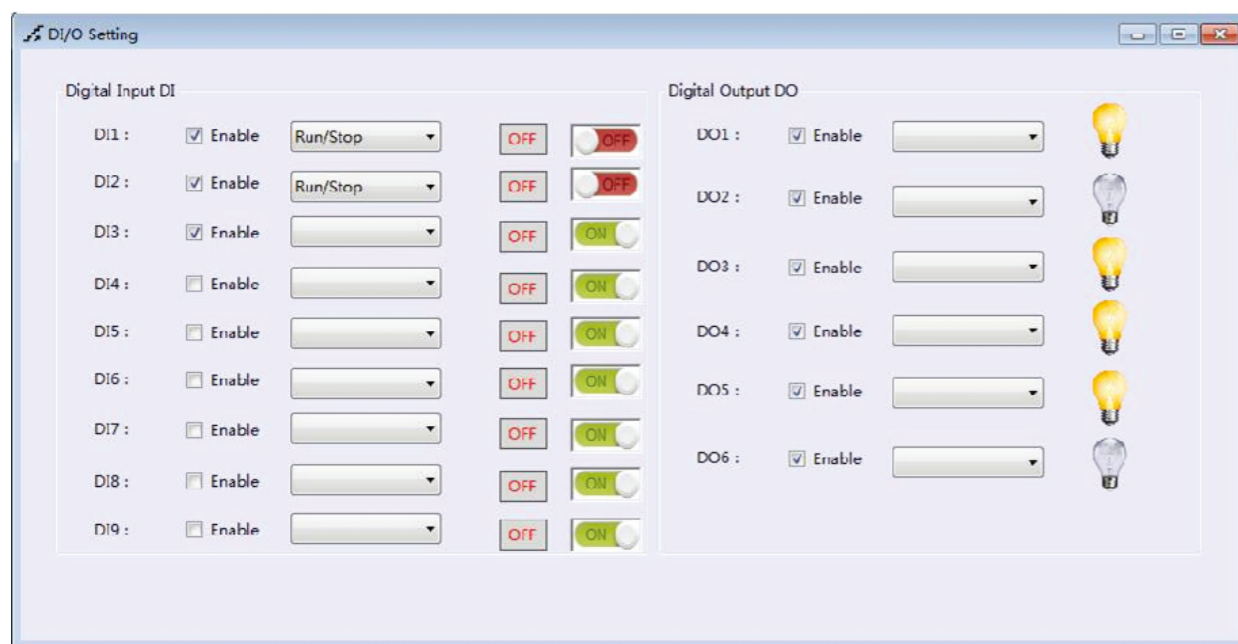 DI/O Setting
Digital Input DI
DI1 : Enable Run/Stop OFF OFF
DI2 : Enable Run/Stop OFF OFF
DI3 : Enable OFF ON
DI4 : Enable OFF ON
DI5 : Enable OFF ON
DI6 : Enable OFF ON
DI7 : Enable OFF ON
DI8 : Enable OFF ON
DI9 : Enable OFF ON
Digital Output DO
DO1 : Enable
DO2 : Enable
DO3 : Enable
DO4 : Enable
DO5 : Enable
DO6 : Enable